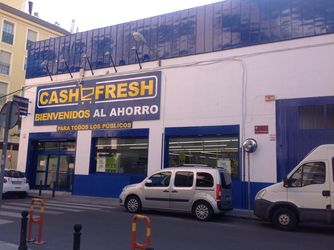 CASH FRESH
BIENVENIDOS AL AHORRO
PARA TODOS LOS PÚBLICOS